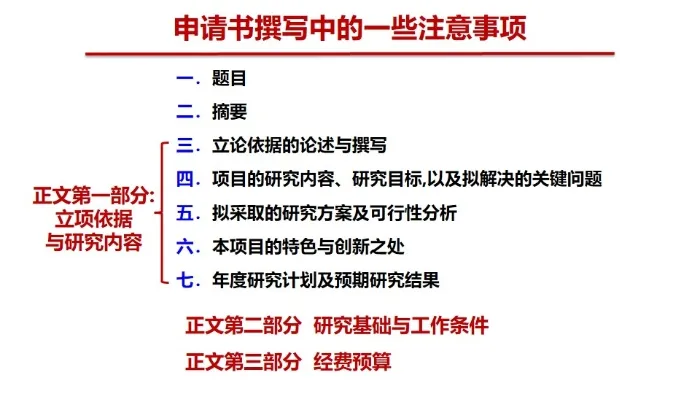 申请书撰写中的一些注意事项
一．题目
二．摘要
三．立论依据的论述与撰写
四．项目的研究内容、研究目标,以及拟解决的关键问题
五．拟采取的研究方案及可行性分析
六．本项目的特色与创新之处
七．年度研究计划及预期研究结果
正文第一部分:
立项依据
与研究内容
正文第二部分 研究基础与工作条件
正文第三部分 经费预算